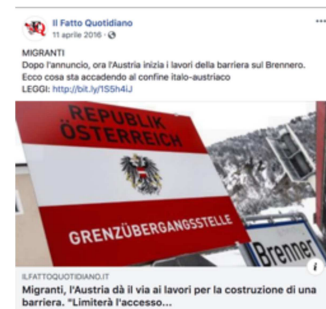 Il Fatto Quotidiano
11 aprile 2016 ·
MIGRANTI
Dopo l'annuncio, ora l'Austria inizia i lavori della barriera sul Brennero.
Ecco cosa sta accadendo al confine italo-austriaco
LEGGI: http://bit.ly/1S5h4iJ
REPUBLIK
ÖSTERREICH
GRENZÜBERGANGSSTELLE
Brenner
ILFATTOQUOTIDIANO.IT
Migranti, l'Austria dà il via ai lavori per la costruzione di una
barriera. "Limiterà l'accesso...